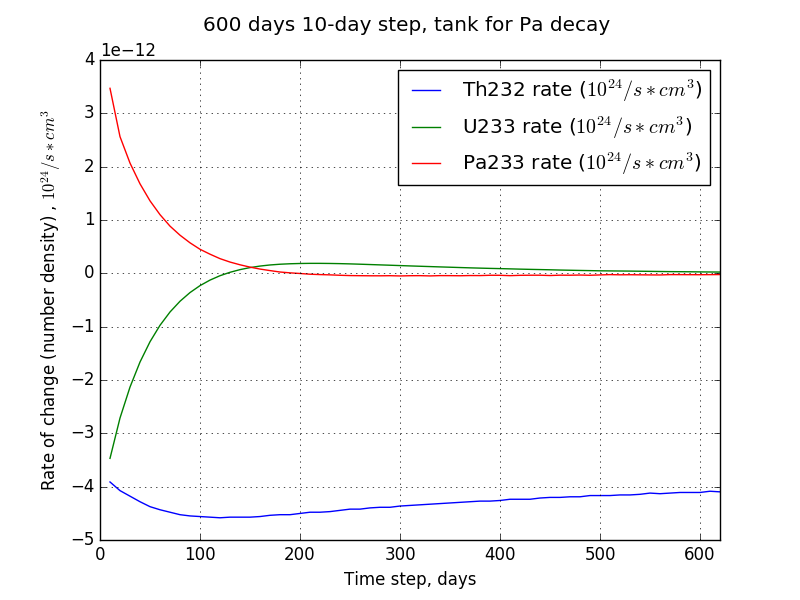 600 days 10-day step, tank for Pa decay
1e−12
Th232 rate (10^24/s∗cm^3)
U233 rate (10^24/s∗cm^3)
Pa233 rate (10^24/s∗cm^3)
Rate of change (number density) , 10^24/s∗cm^3
4
3
2
1
0
−1
−2
−3
−4
−5
0 100 200 300 400 500 600
Time step, days